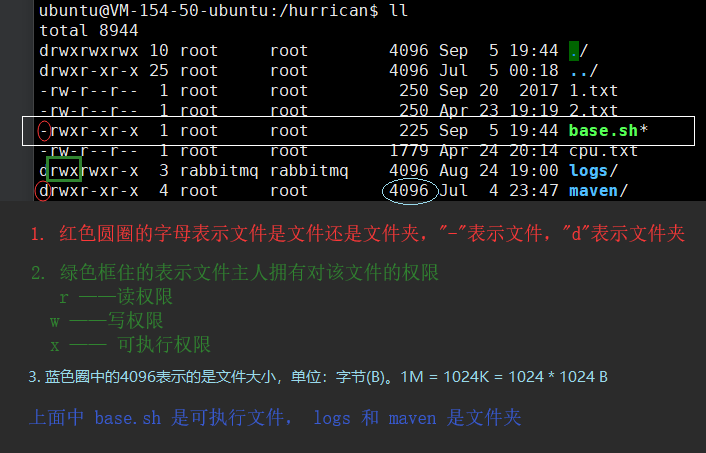 ubuntu@VM-154-50-ubuntu:/hurrican$ ll
total 8944
drwxrwxrwx 10 root root 4096 Sep 5 19:44 ./
drwxr-xr-x 25 root root 4096 Jul 5 00:18 ../
-rw-r--r-- 1 root root 250 Sep 20 2017 1.txt
-rw-r--r-- 1 root root 250 Apr 23 19:19 2.txt
-rwxr-xr-x 1 root root 225 Sep 5 19:44 base.sh*
-rw-r--r-- 1 root root 1779 Apr 24 20:14 cpu.txt
drwxrwxr-x 3 rabbitmq rabbitmq 4096 Aug 24 19:00 logs/
drwxr-xr-x 4 root root 4096 Jul 4 23:47 maven/
1. 红色圆圈的字母表示文件是文件还是文件夹，"-"表示文件，"d"表示文件夹
2. 绿色框住的表示文件主人拥有对该文件的权限
r ——读权限
w ——写权限
x —— 可执行权限
3. 蓝色圈中的4096表示的是文件大小，单位：字节(B)。1M = 1024K = 1024 * 1024 B
上面中 base.sh 是可执行文件， logs 和 maven 是文件夹